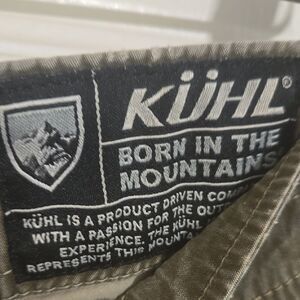 KÜHL®
BORN IN THE
MOUNTAINS
KÜHL IS A PRODUCT DRIVEN
WITH A PASSION FOR THE
EXPERIENCE. THE KÜHL
REPRESENTS THIS